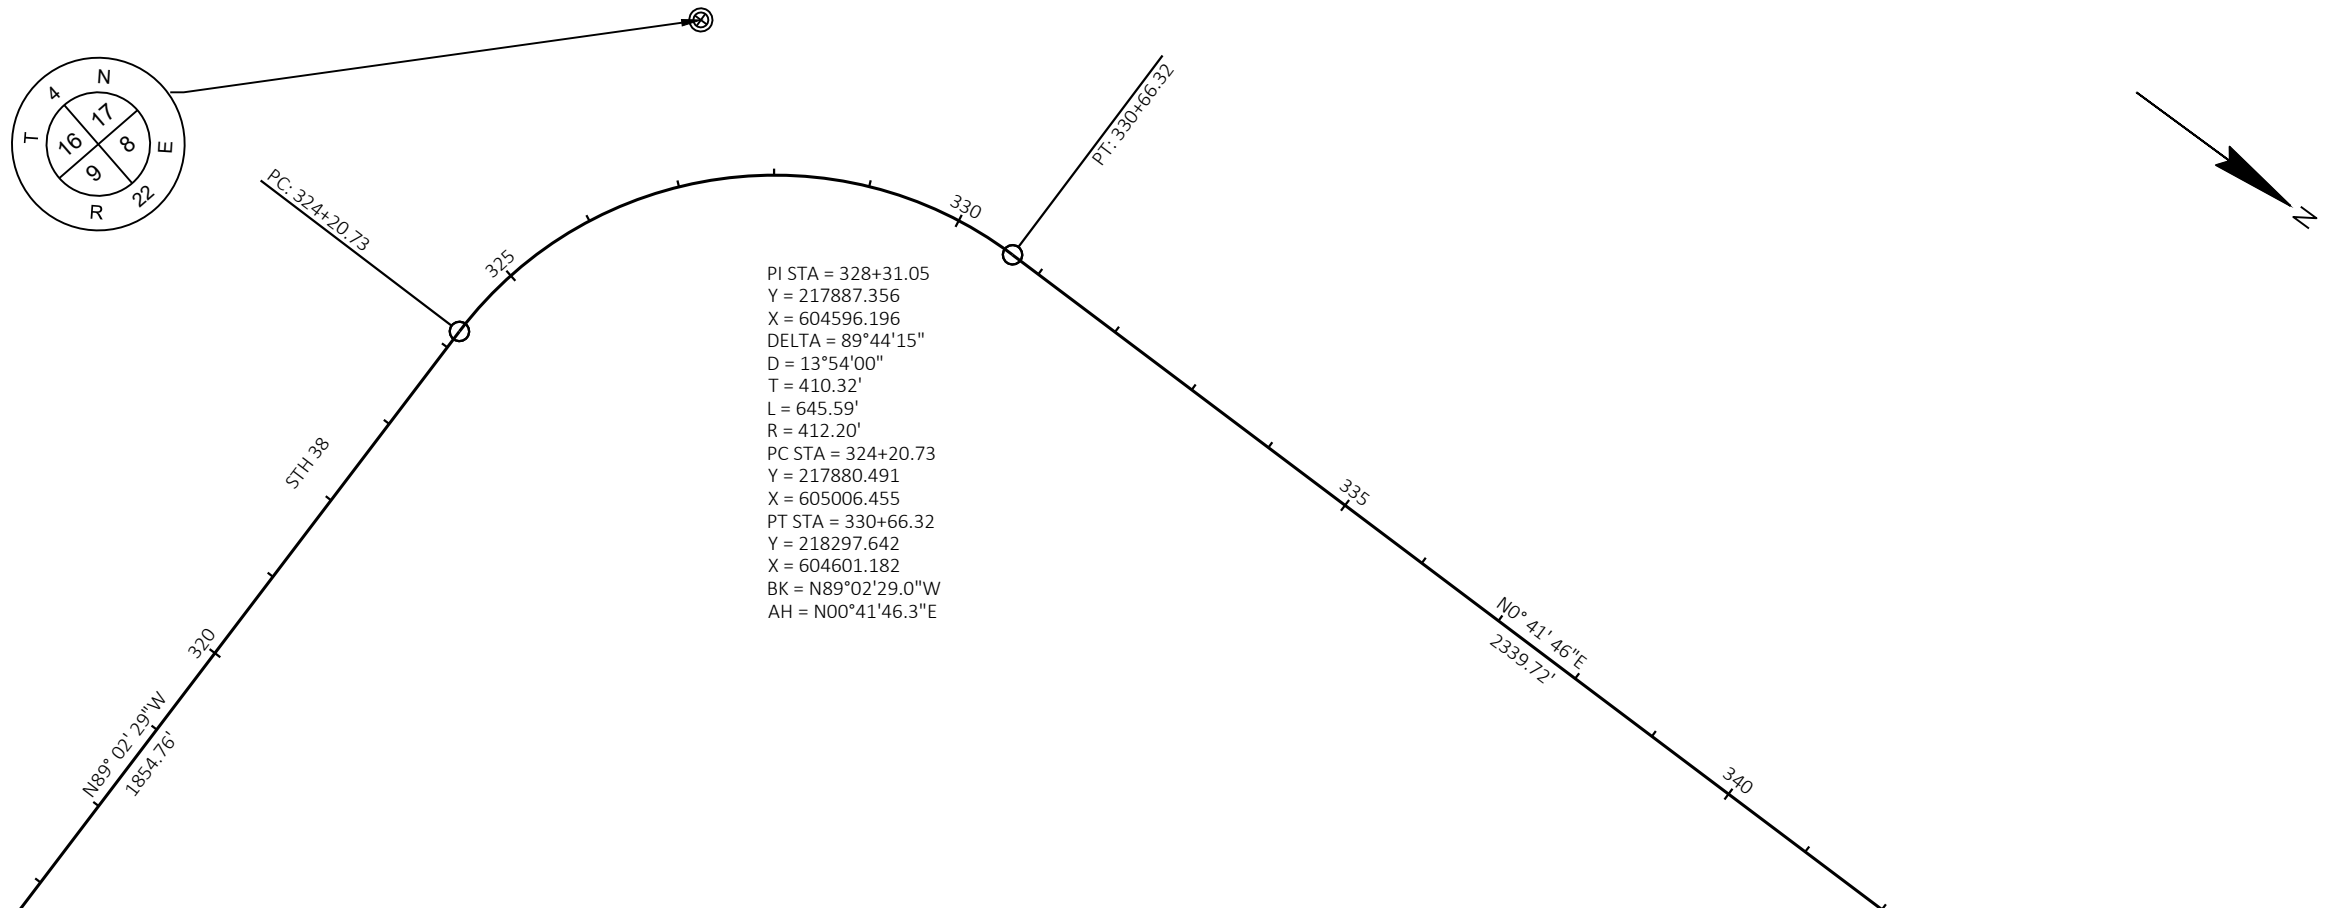 N
4
17
T
16
8
E
9
22
R
PC: 324+20.73
325
330
PT: 330+66.32
N
PI STA = 328+31.05
Y = 217887.356
X = 604596.196
DELTA = 89°44'15"
D = 13°54'00"
T = 410.32'
L = 645.59'
R = 412.20'
PC STA = 324+20.73
Y = 217880.491
X = 605006.455
PT STA = 330+66.32
Y = 218297.642
X = 604601.182
BK = N89°02'29.0"W
AH = N00°41'46.3"E
STH 38
335
320
N0° 41' 46"E
2339.72'
N89° 02' 29"W
1854.76'
340